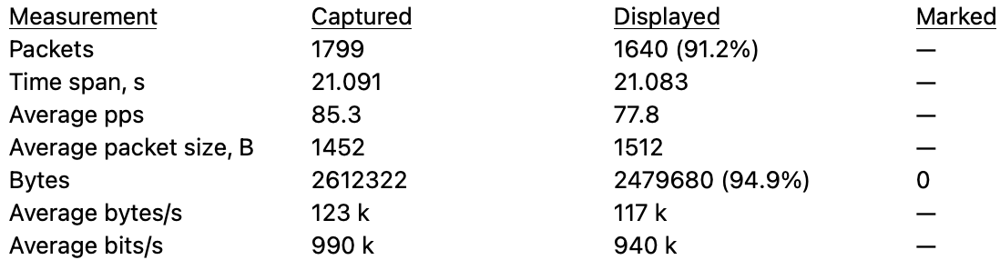 Measurement Captured Displayed Marked
Packets 1799 1640 (91.2%) —
Time span, s 21.091 21.083 —
Average pps 85.3 77.8 —
Average packet size, B 1452 1512 —
Bytes 2612322 2479680 (94.9%) 0
Average bytes/s 123 k 117 k —
Average bits/s 990 k 940 k —